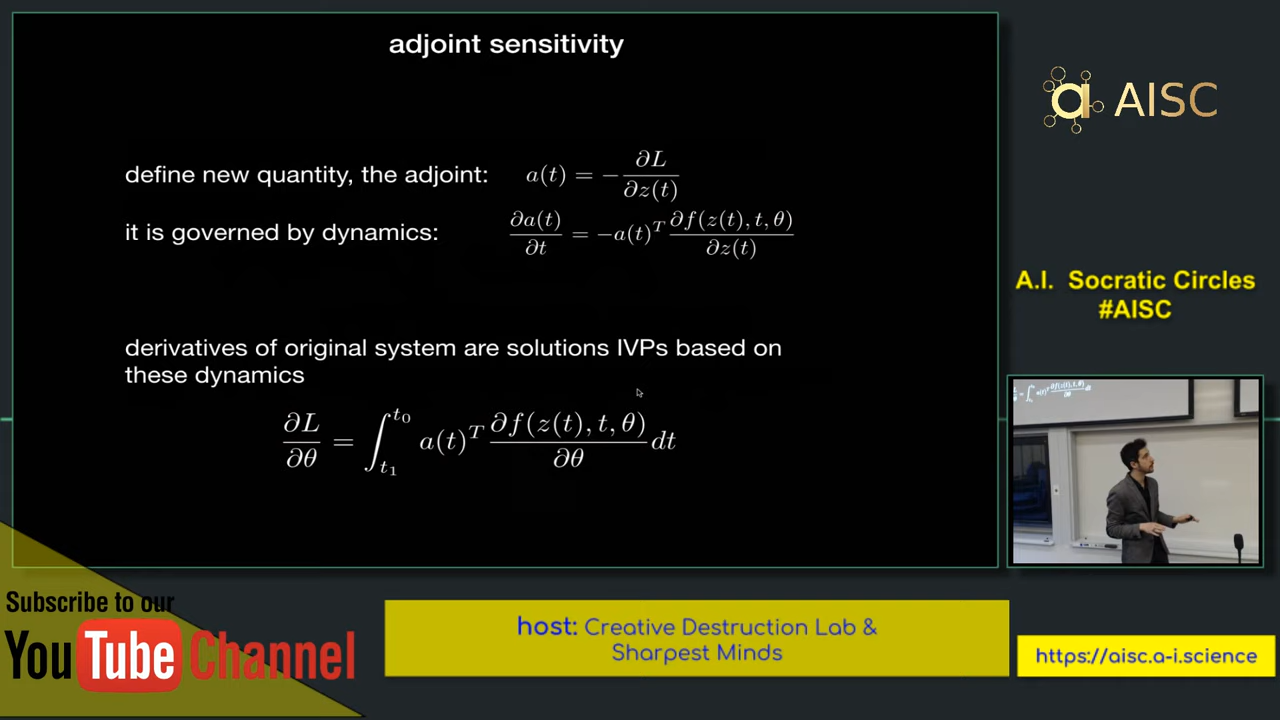 adjoint sensitivity
define new quantity, the adjoint: a(t) = −∂L/∂z(t)
it is governed by dynamics: ∂a(t)/∂t = −a(t)ᵀ ∂f(z(t), t, θ)/∂z(t)
derivatives of original system are solutions IVPs based on
these dynamics
∂L/∂θ = ∫_{t₁}^{t₀} a(t)ᵀ ∂f(z(t), t, θ)/∂θ dt
a AISC
A.I. Socratic Circles
#AISC
Subscribe to our
YouTube Channel
host: Creative Destruction Lab &
Sharpest Minds
https://aisc.a-i.science